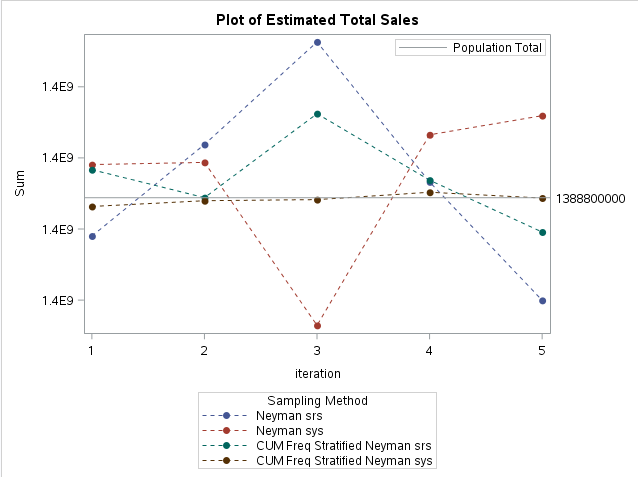 Plot of Estimated Total Sales
Population Total
1.4E9
1.4E9
1.4E9
1.4E9
Sum
1388800000
1 2 3 4 5
iteration
Sampling Method
Neyman srs
Neyman sys
CUM Freq Stratified Neyman srs
CUM Freq Stratified Neyman sys